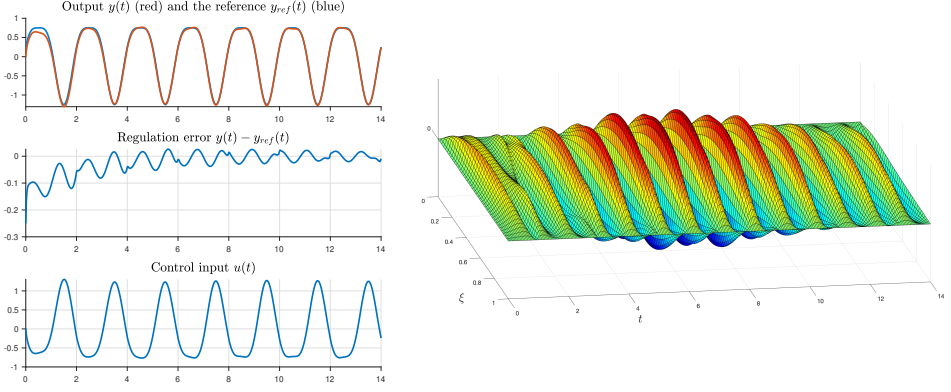 Output y(t) (red) and the reference y_ref(t) (blue)
1
0.5
0
-0.5
-1
0 2 4 6 8 10 12 14
Regulation error y(t) − y_ref(t)
0
-0.1
-0.2
-0.3
0 2 4 6 8 10 12 14
Control input u(t)
1
0.5
0
-0.5
-1
0 2 4 6 8 10 12 14
0
0
0.2
0.4
0.6
0.8
1
ξ
0 2 4 6 8 10 12 14
t